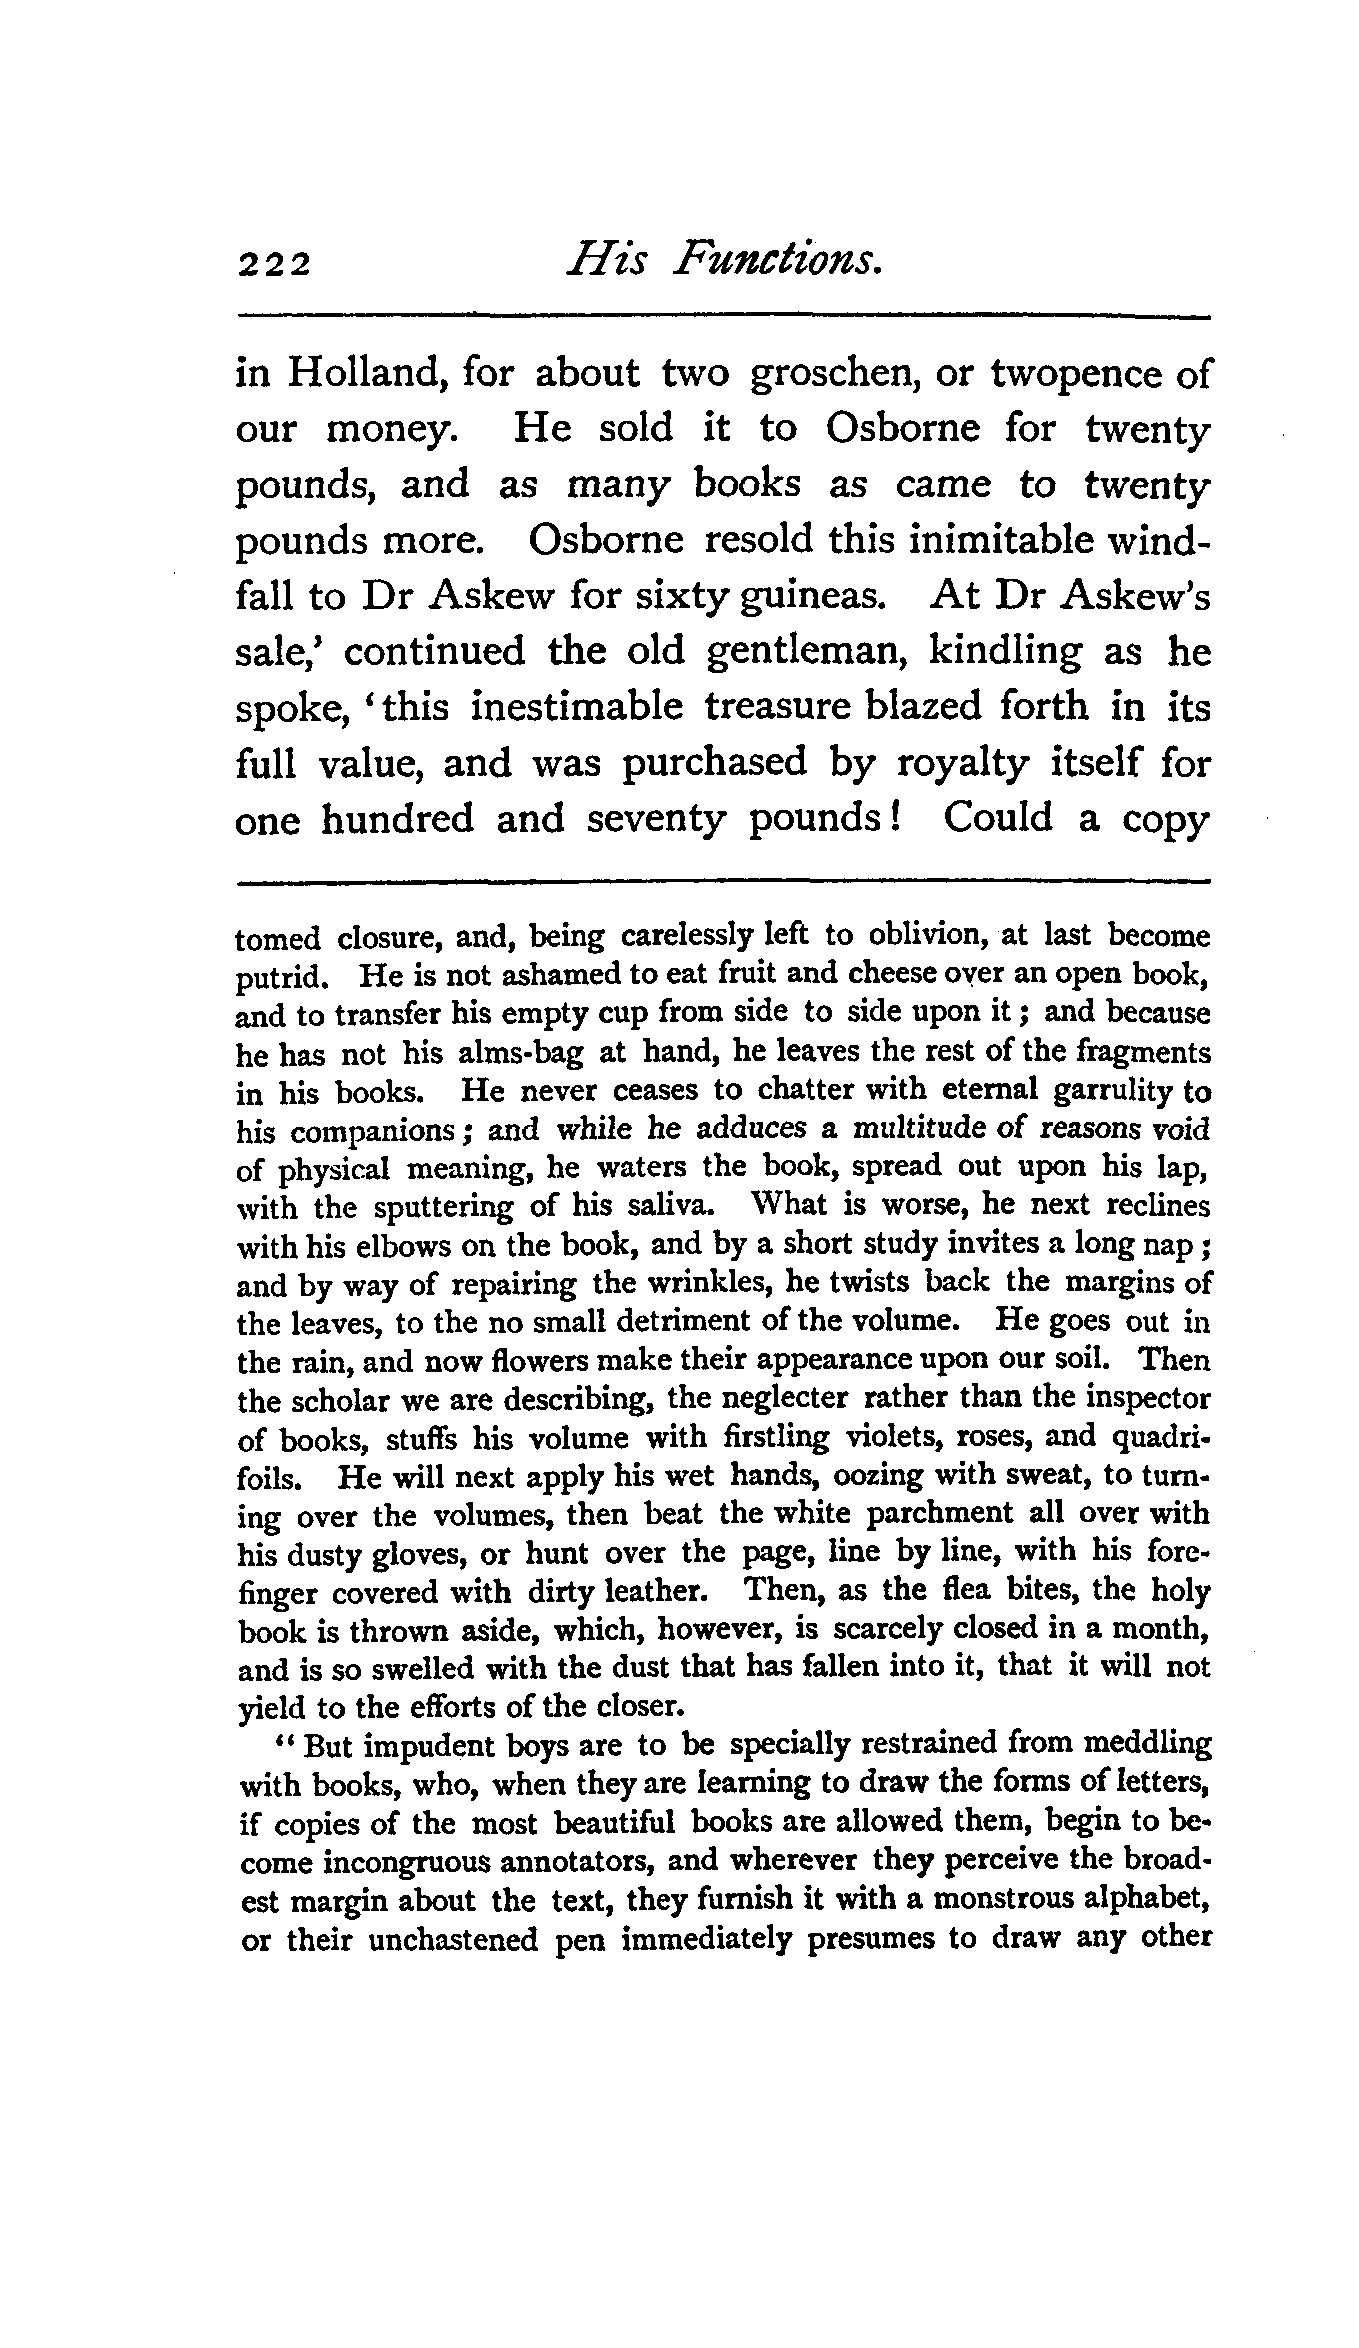 222 His Functions.
in Holland, for about two groschen, or twopence of
our money. He sold it to Osborne for twenty
pounds, and as many books as came to twenty
pounds more. Osborne resold this inimitable wind-
fall to Dr Askew for sixty guineas. At Dr Askew's
sale,' continued the old gentleman, kindling as he
spoke, 'this inestimable treasure blazed forth in its
full value, and was purchased by royalty itself for
one hundred and seventy pounds! Could a copy
tomed closure, and, being carelessly left to oblivion, at last become
putrid. He is not ashamed to eat fruit and cheese over an open book,
and to transfer his empty cup from side to side upon it; and because
he has not his alms-bag at hand, he leaves the rest of the fragments
in his books. He never ceases to chatter with eternal garrulity to
his companions; and while he adduces a multitude of reasons void
of physical meaning, he waters the book, spread out upon his lap,
with the sputtering of his saliva. What is worse, he next reclines
with his elbows on the book, and by a short study invites a long nap;
and by way of repairing the wrinkles, he twists back the margins of
the leaves, to the no small detriment of the volume. He goes out in
the rain, and now flowers make their appearance upon our soil. Then
the scholar we are describing, the neglecter rather than the inspector
of books, stuffs his volume with firstling violets, roses, and quadri-
foils. He will next apply his wet hands, oozing with sweat, to turn-
ing over the volumes, then beat the white parchment all over with
his dusty gloves, or hunt over the page, line by line, with his fore-
finger covered with dirty leather. Then, as the flea bites, the holy
book is thrown aside, which, however, is scarcely closed in a month,
and is so swelled with the dust that has fallen into it, that it will not
yield to the efforts of the closer.
"But impudent boys are to be specially restrained from meddling
with books, who, when they are learning to draw the forms of letters,
if copies of the most beautiful books are allowed them, begin to be-
come incongruous annotators, and wherever they perceive the broad-
est margin about the text, they furnish it with a monstrous alphabet,
or their unchastened pen immediately presumes to draw any other